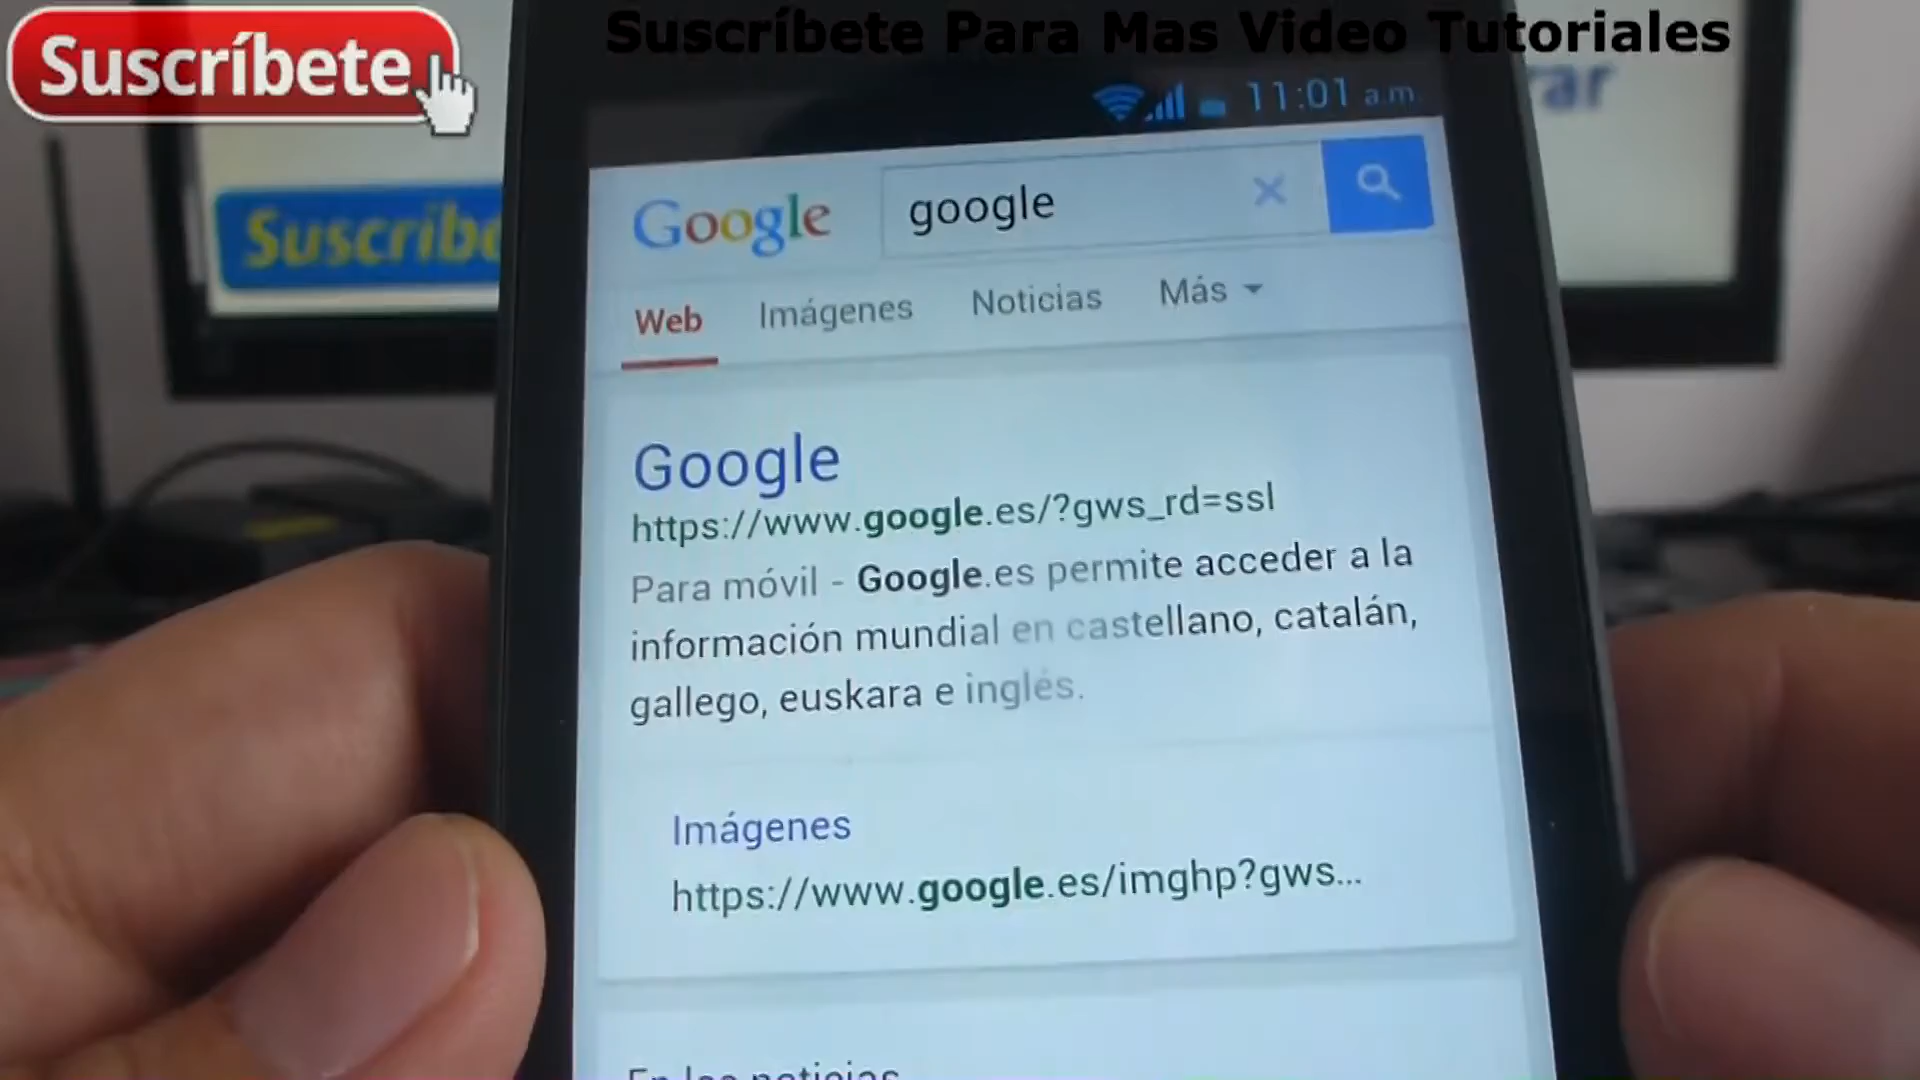 Suscríbete
Suscríbete Para Mas Video Tutoriales
11:01 a.m.
Google
google
Web Imágenes Noticias Más
Google
https://www.google.es/?gws_rd=ssl
Para móvil - Google.es permite acceder a la
información mundial en castellano, catalán,
gallego, euskara e inglés.
Imágenes
https://www.google.es/imghp?gws...